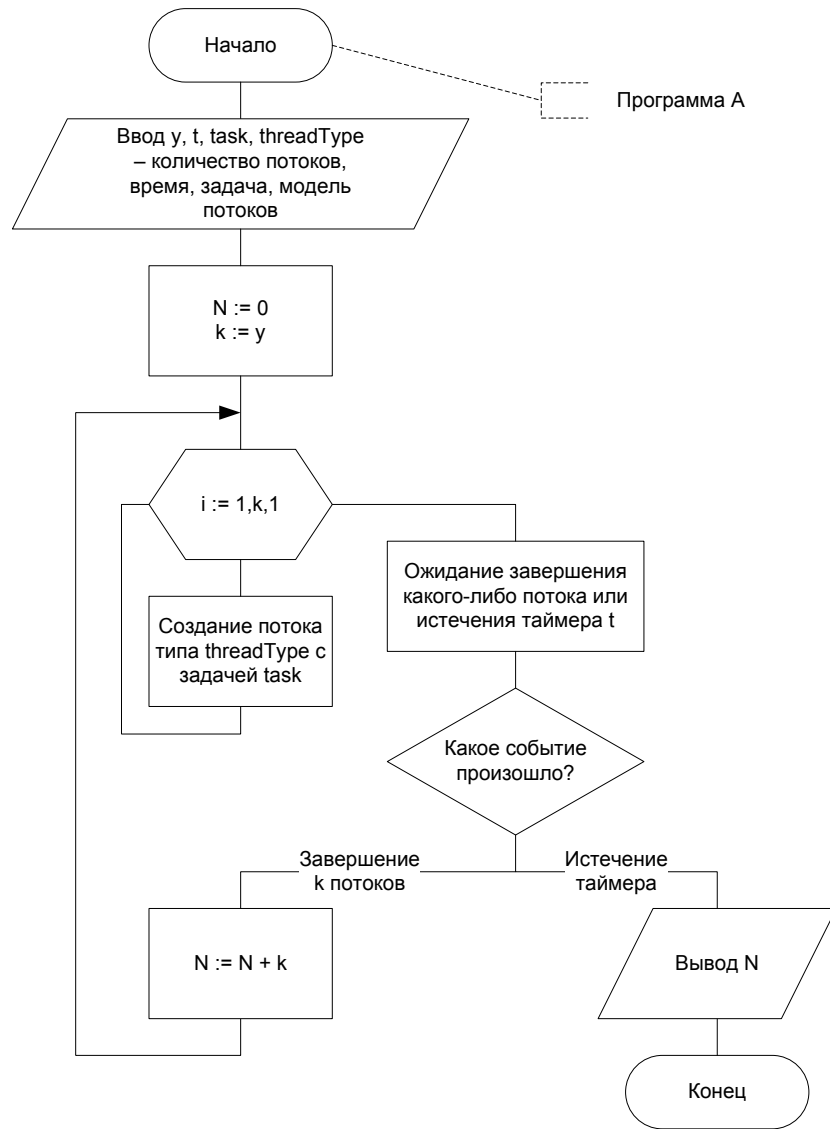 Начало
Программа А
Ввод y, t, task, threadType
– количество потоков,
время, задача, модель
потоков
N := 0
k := y
i := 1,k,1
Ожидание завершения
какого-либо потока или
истечения таймера t
Создание потока
типа threadType с
задачей task
Какое событие
произошло?
Завершение
k потоков
Истечение
таймера
N := N + k
Вывод N
Конец